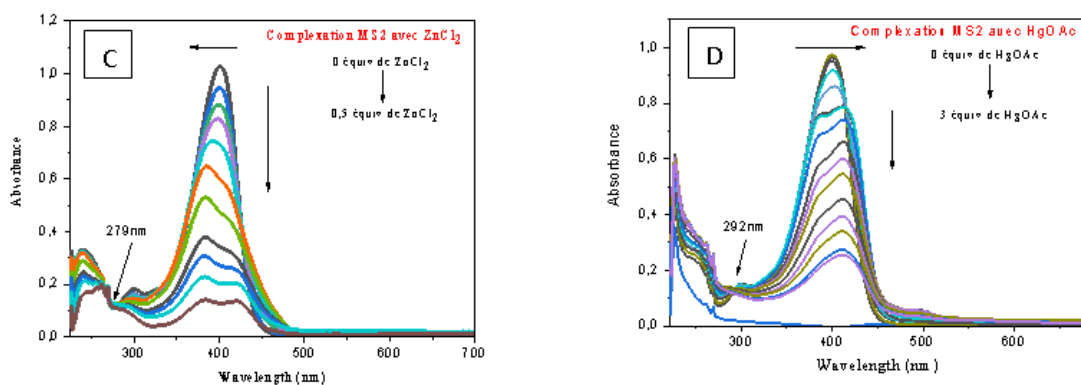 C
Complexation MS2 avec ZnCl₂
0 équiv de ZnCl₂
0,5 équiv de ZnCl₂
279nm
1,2
1,0
0,8
0,6
0,4
0,2
0,0
Absorbance
300
400
500
600
700
Wavelength (nm)
D
Complexation MS2 avec HgOAc
0 équiv de HgOAc
3 équiv de HgOAc
292nm
1,0
0,8
0,6
0,4
0,2
0,0
Absorbance
300
400
500
600
Wavelength (nm)